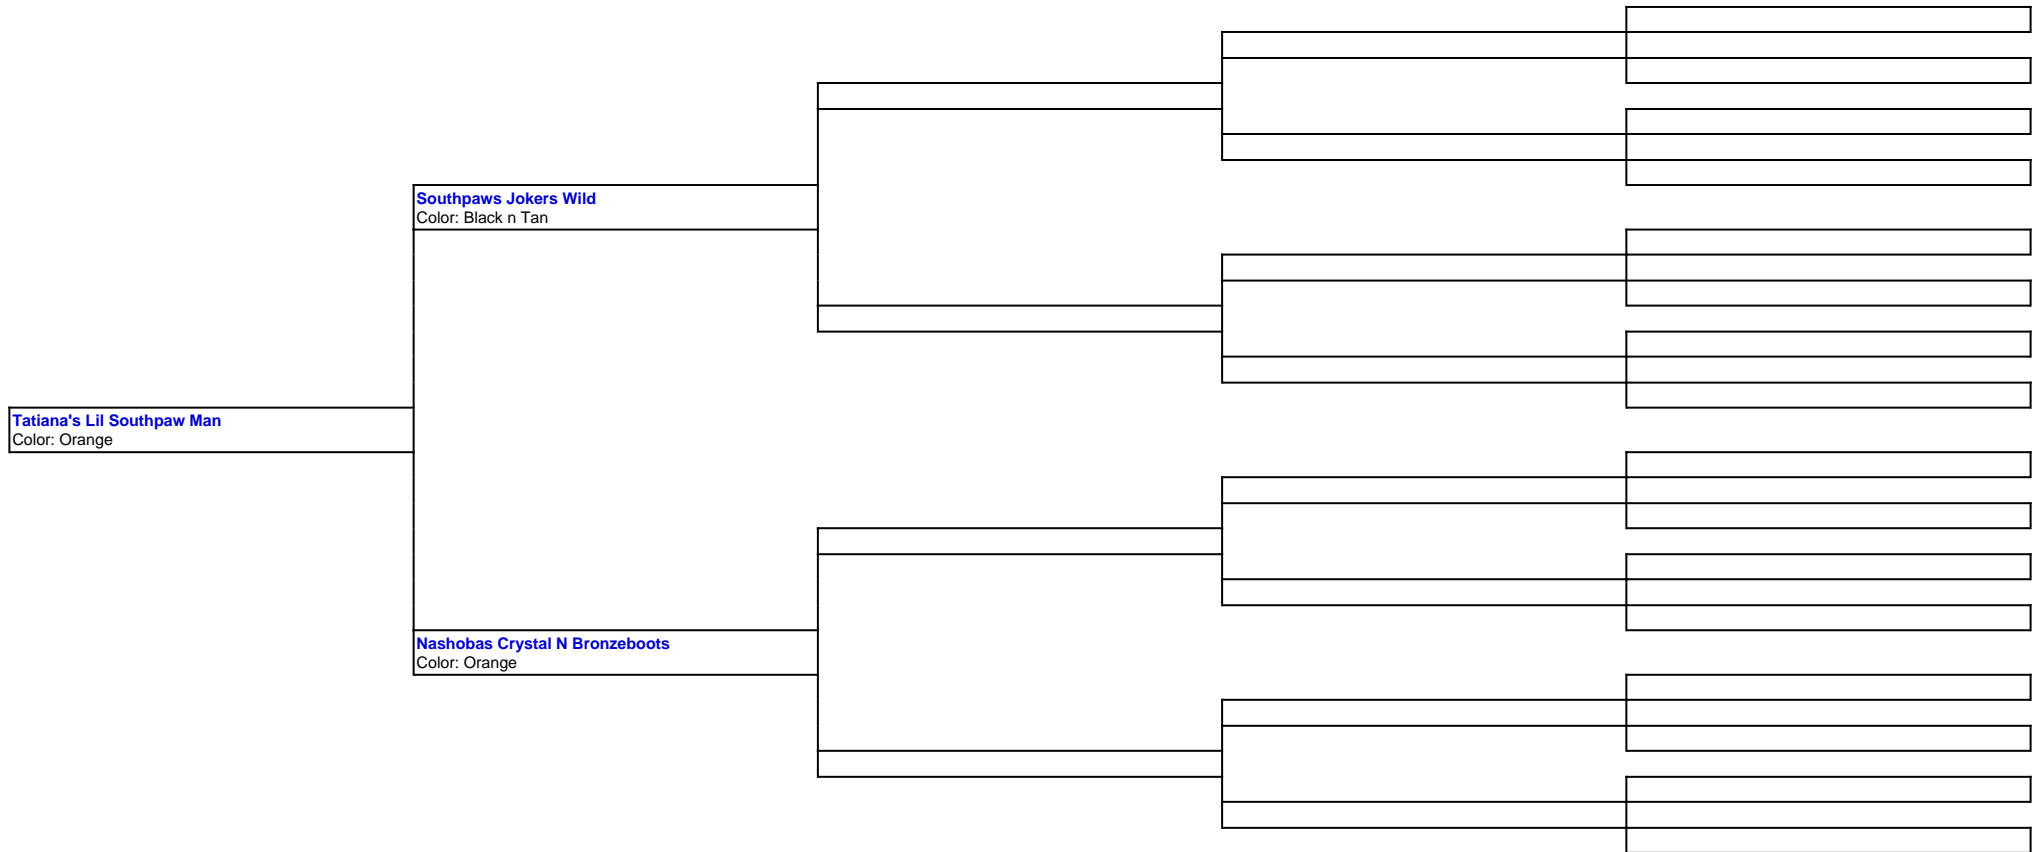 Southpaws Jokers Wild
Color: Black n Tan
Tatiana's Lil Southpaw Man
Color: Orange
Nashobas Crystal N Bronzeboots
Color: Orange